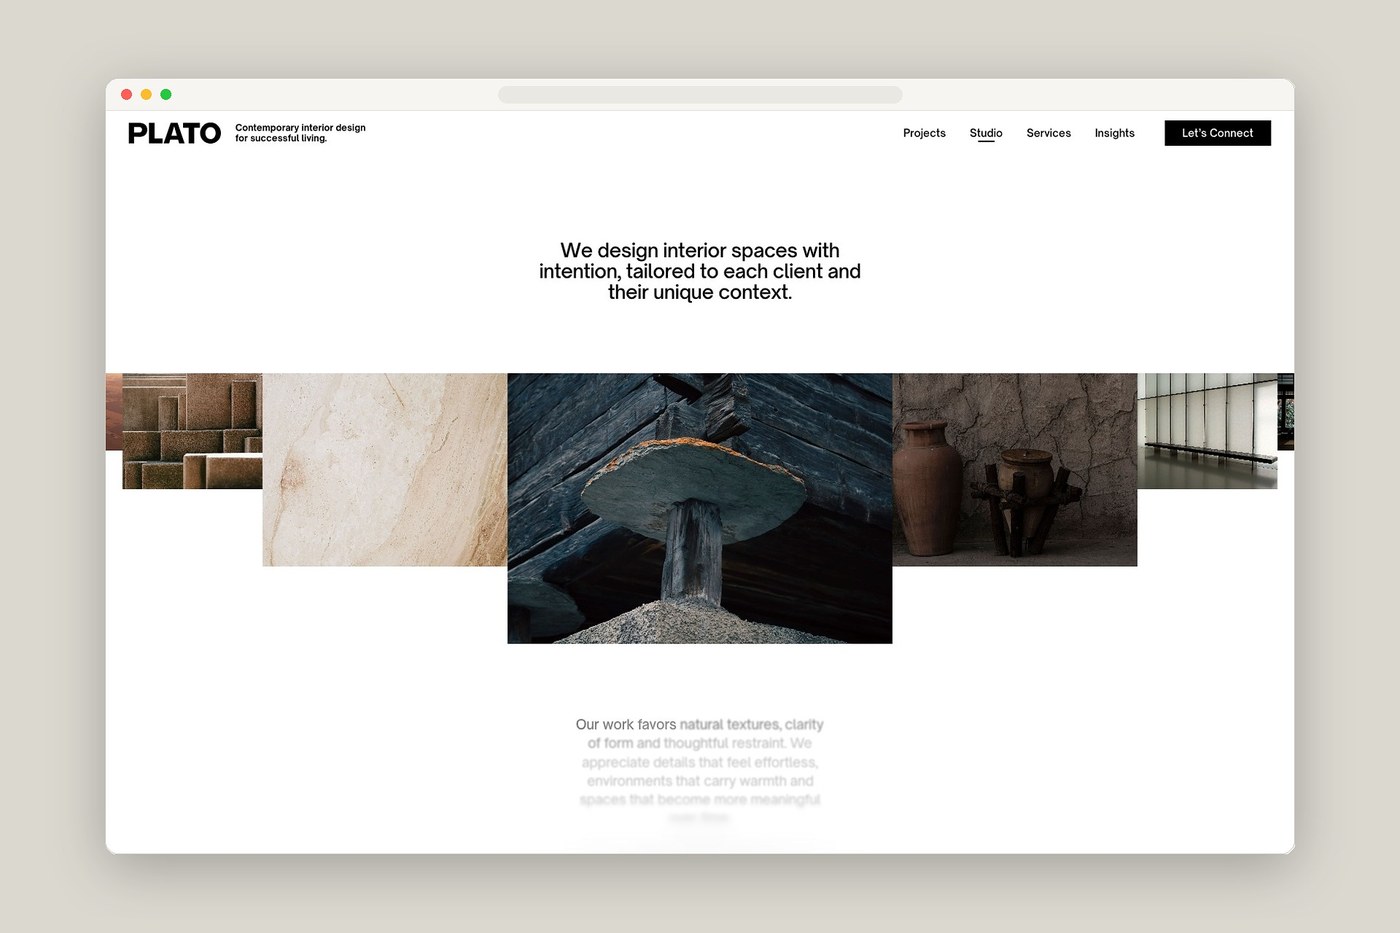 PLATO
Contemporary interior design
for successful living.
Projects
Studio
Services
Insights
Let's Connect
We design interior spaces with
intention, tailored to each client and
their unique context.
Our work favors natural textures, clarity
of form and thoughtful restraint. We
appreciate details that feel effortless,
environments that carry warmth and
spaces that become more meaningful